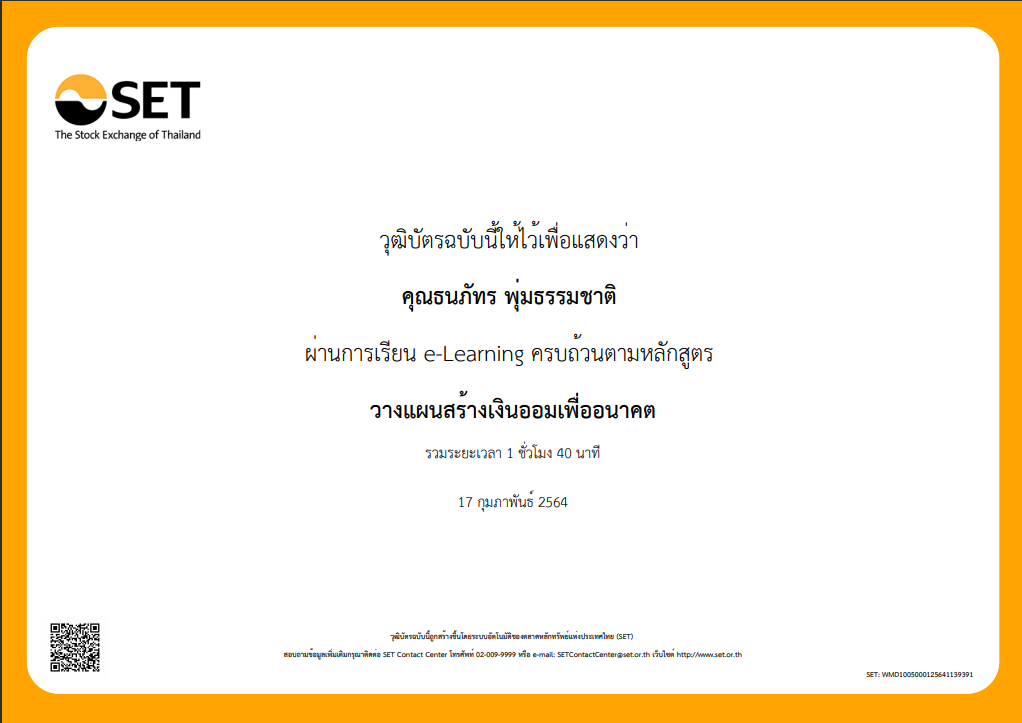 SET
The Stock Exchange of Thailand
วุฒิบัตรฉบับนี้ให้ไว้เพื่อแสดงว่า
คุณธนภัทร พุ่มธรรมชาติ
ผ่านการเรียน e-Learning ครบถ้วนตามหลักสูตร
วางแผนสร้างเงินออมเพื่ออนาคต
รวมระยะเวลา 1 ชั่วโมง 40 นาที
17 กุมภาพันธ์ 2564
วุฒิบัตรฉบับนี้ถูกสร้างขึ้นโดยระบบอัตโนมัติของตลาดหลักทรัพย์แห่งประเทศไทย (SET)
สอบถามข้อมูลเพิ่มเติมกรุณาติดต่อ SET Contact Center โทรศัพท์ 02-009-9999 หรือ e-mail: SETContactCenter@set.or.th เว็บไซต์ http://www.set.or.th
SET: WMD1005000125641139391